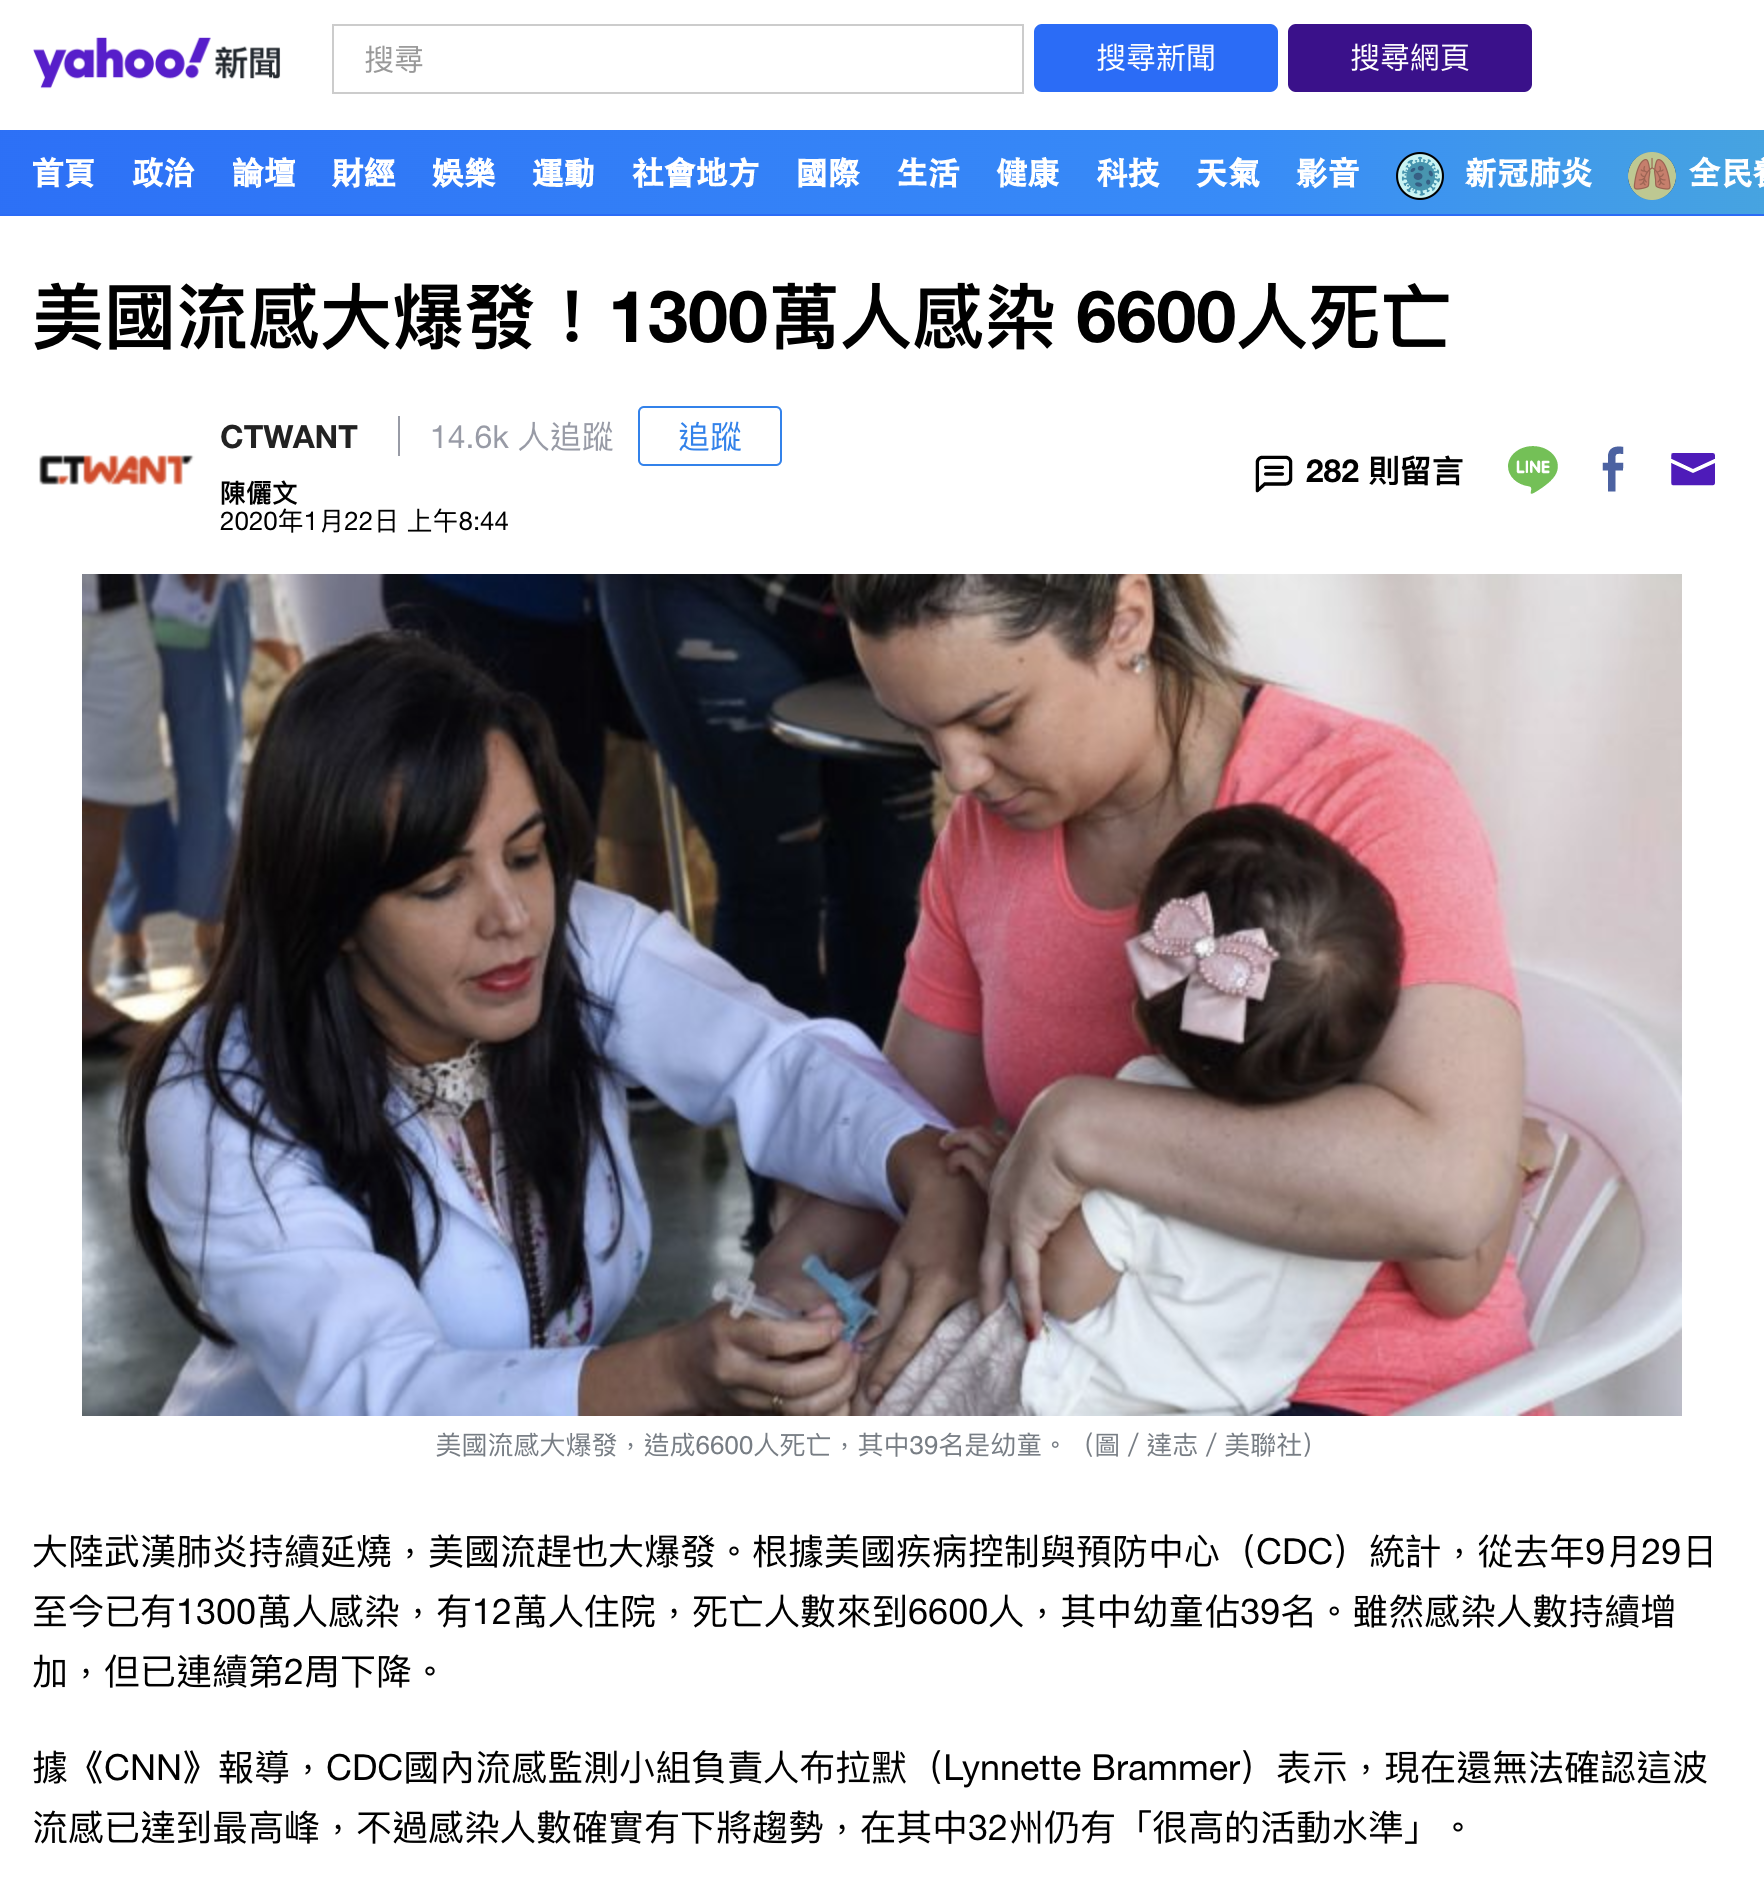 yahoo!新聞
搜尋
搜尋新聞
搜尋網頁
首頁 政治 論壇 財經 娛樂 運動 社會地方 國際 生活 健康 科技 天氣 影音 新冠肺炎 全民
美國流感大爆發！1300萬人感染 6600人死亡
CTWANT
CTWANT 14.6k 人追蹤 追蹤
陳儷文
2020年1月22日 上午8:44
282 則留言
LINE
美國流感大爆發，造成6600人死亡，其中39名是幼童。（圖／達志／美聯社）
大陸武漢肺炎持續延燒，美國流趕也大爆發。根據美國疾病控制與預防中心（CDC）統計，從去年9月29日
至今已有1300萬人感染，有12萬人住院，死亡人數來到6600人，其中幼童佔39名。雖然感染人數持續增
加，但已連續第2周下降。
據《CNN》報導，CDC國內流感監測小組負責人布拉默（Lynnette Brammer）表示，現在還無法確認這波
流感已達到最高峰，不過感染人數確實有下將趨勢，在其中32州仍有「很高的活動水準」。